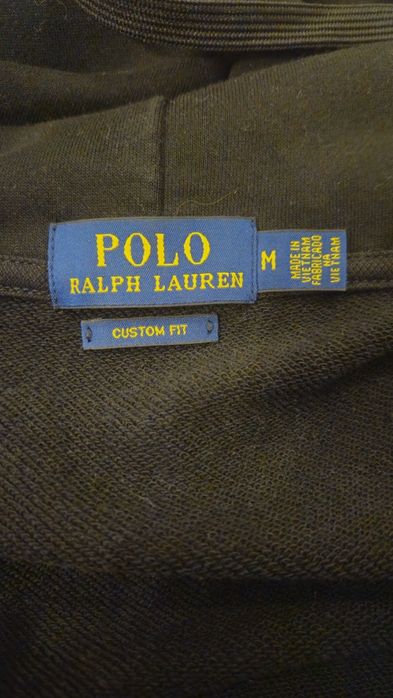 POLO
RALPH LAUREN
M
MADE IN
VIETNAM
FABRICADO
NA
VIETNAM
CUSTOM FIT